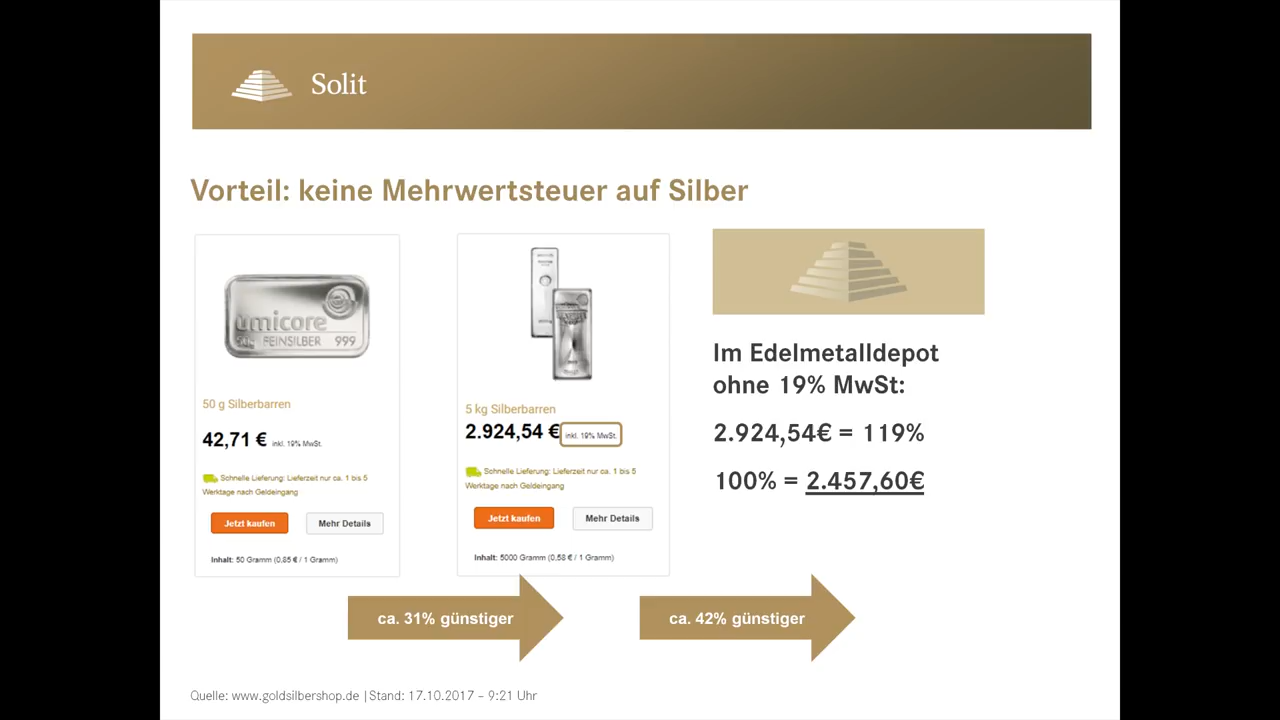 Solit
Vorteil: keine Mehrwertsteuer auf Silber
umicore
FEINSILBER 999
50 g Silberbarren
42,71 € inkl. 19% MwSt.
Schnelle Lieferung: Lieferzeit nur ca. 1 bis 5
Werktage nach Geldeingang
Jetzt kaufen
Mehr Details
Inhalt: 50 Gramm (0.85 € / 1 Gramm)
5 kg Silberbarren
2.924,54 € inkl. 19% MwSt.
Schnelle Lieferung: Lieferzeit nur ca. 1 bis 5
Werktage nach Geldeingang
Jetzt kaufen
Mehr Details
Inhalt: 5000 Gramm (0.58 € / 1 Gramm)
Im Edelmetalldepot
ohne 19% MwSt:
2.924,54€ = 119%
100% = 2.457,60€
ca. 31% günstiger
ca. 42% günstiger
Quelle: www.goldsilbershop.de | Stand: 17.10.2017 – 9:21 Uhr